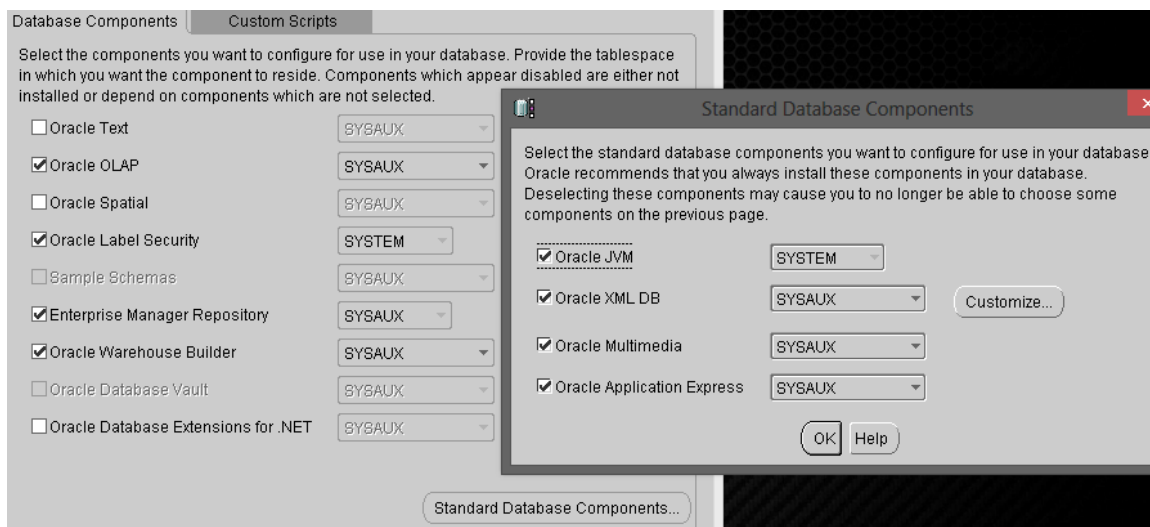 Database Components
Custom Scripts
Select the components you want to configure for use in your database. Provide the tablespace
in which you want the component to reside. Components which appear disabled are either not
installed or depend on components which are not selected.
Oracle Text SYSAUX
Oracle OLAP SYSAUX
Oracle Spatial SYSAUX
Oracle Label Security SYSTEM
Sample Schemas SYSAUX
Enterprise Manager Repository SYSAUX
Oracle Warehouse Builder SYSAUX
Oracle Database Vault SYSAUX
Oracle Database Extensions for .NET SYSAUX
Standard Database Components...
Standard Database Components
Select the standard database components you want to configure for use in your database
Oracle recommends that you always install these components in your database.
Deselecting these components may cause you to no longer be able to choose some
components on the previous page.
Oracle JVM SYSTEM
Oracle XML DB SYSAUX Customize...
Oracle Multimedia SYSAUX
Oracle Application Express SYSAUX
OK Help